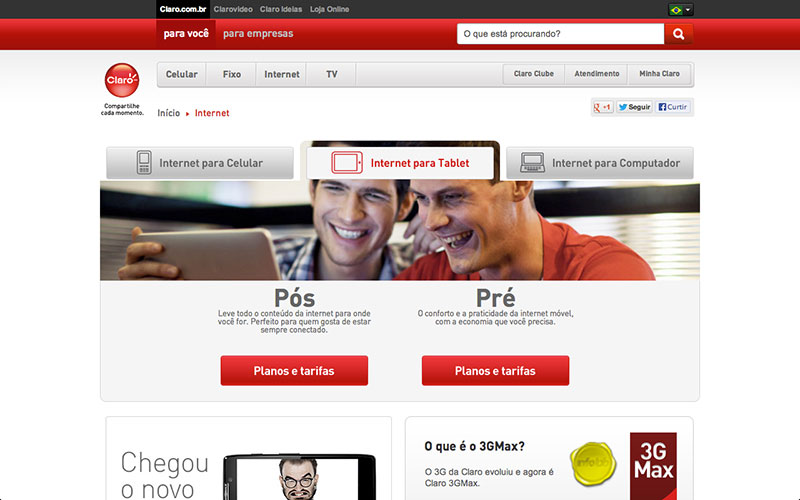 Claro.com.br Clarovideo Claro Ideias Loja Online
para você para empresas
O que está procurando?
Claro
Compartilhe
cada momento.
Celular Fixo Internet TV
Claro Clube Atendimento Minha Claro
Início Internet
+1 Seguir Curtir
Internet para Celular
Internet para Tablet
Internet para Computador
Pós
Leve todo o conteúdo da internet para onde
você for. Perfeito para quem gosta de estar
sempre conectado.
Planos e tarifas
Pré
O conforto e a praticidade da internet móvel,
com a economia que você precisa.
Planos e tarifas
Chegou
o novo
O que é o 3GMax?
O 3G da Claro evoluiu e agora é
Claro 3GMax.
3G
Max